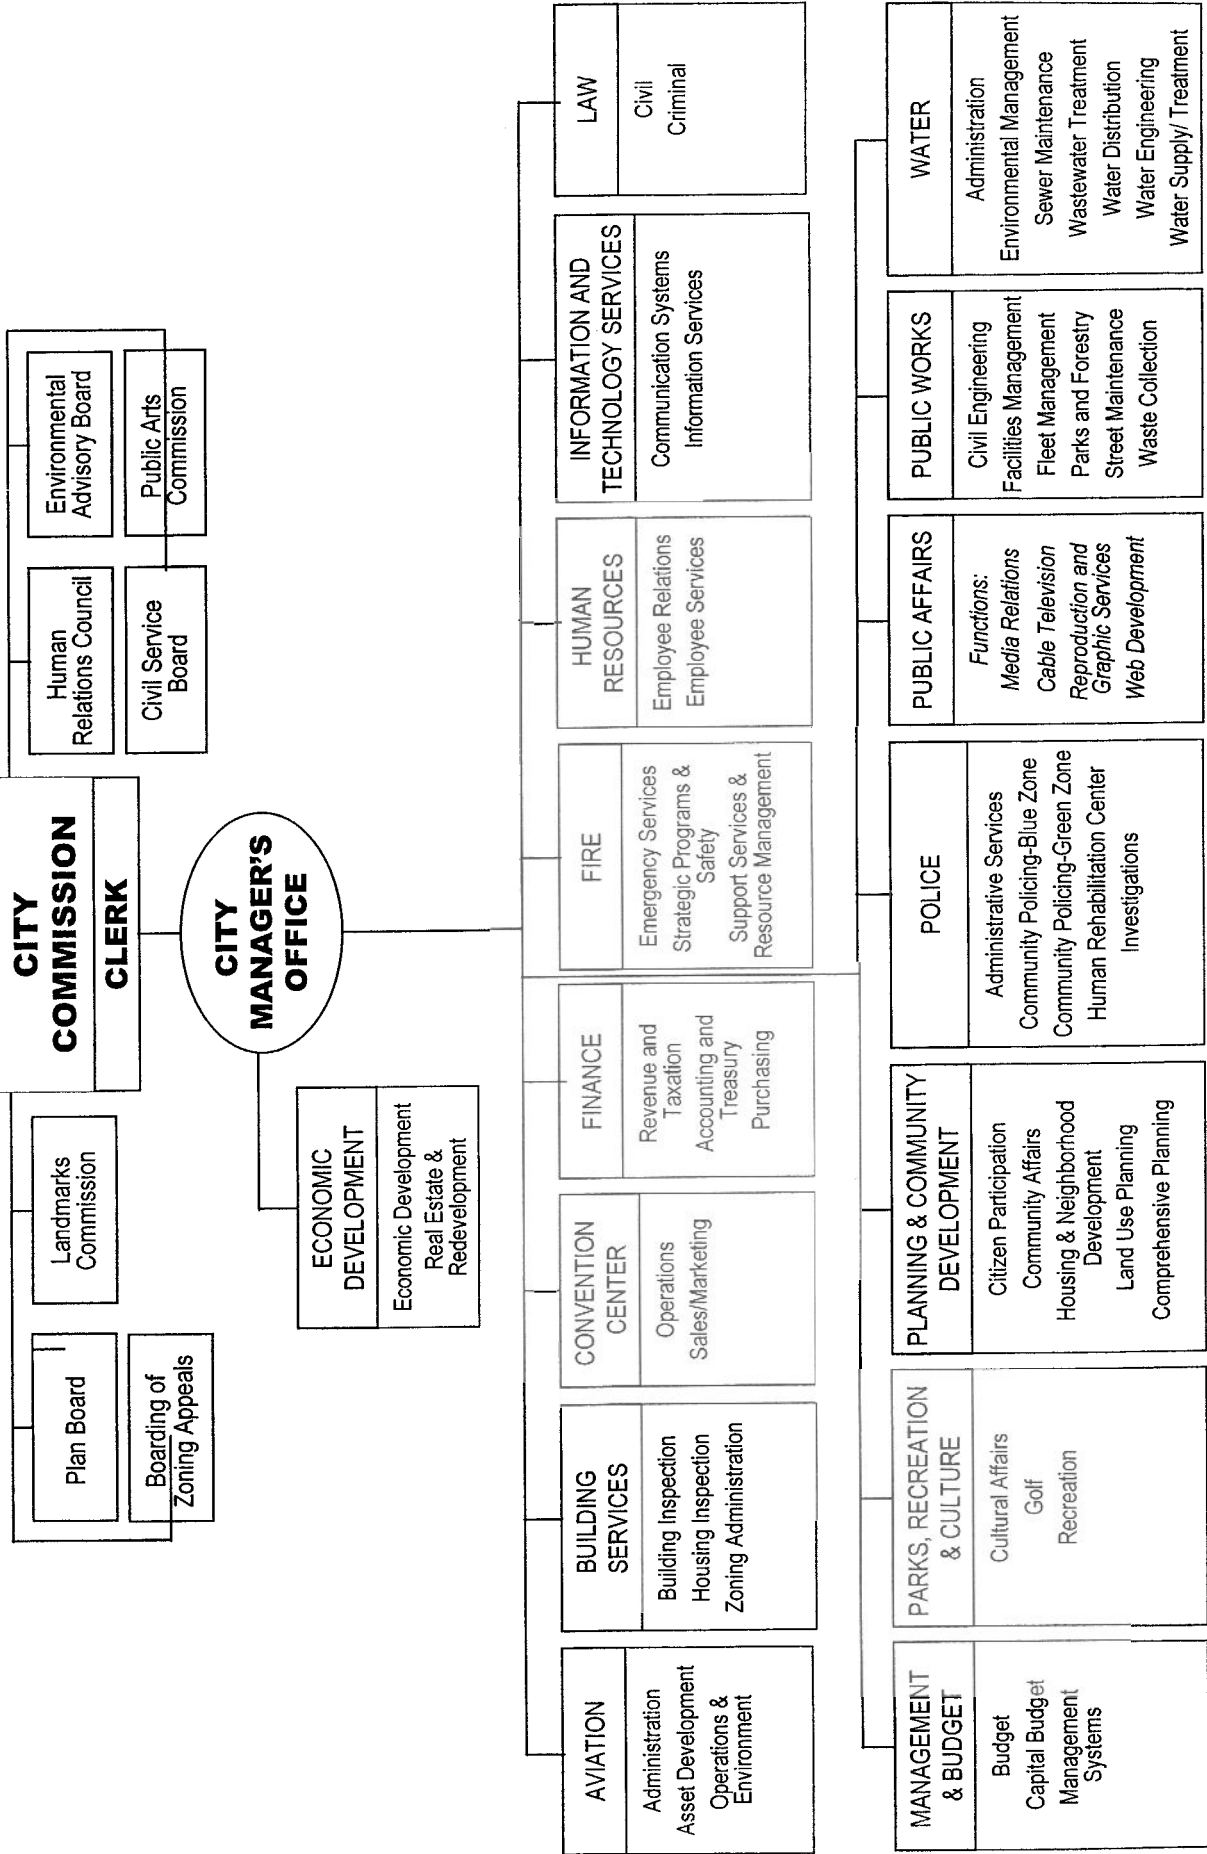 CITY
COMMISSION
CLERK
CITY
MANAGER'S
OFFICE
Plan Board
Boarding of
Zoning Appeals
Landmarks
Commission
Human
Relations Council
Civil Service
Board
Environmental
Advisory Board
Public Arts
Commission
ECONOMIC
DEVELOPMENT
Economic Development
Real Estate &
Redevelopment
AVIATION
Administration
Asset Development
Operations &
Environment
BUILDING
SERVICES
Building Inspection
Housing Inspection
Zoning Administration
CONVENTION
CENTER
Operations
Sales/Marketing
FINANCE
Revenue and
Taxation
Accounting and
Treasury
Purchasing
FIRE
Emergency Services
Strategic Programs &
Safety
Support Services &
Resource Management
HUMAN
RESOURCES
Employee Relations
Employee Services
INFORMATION AND
TECHNOLOGY SERVICES
Communication Systems
Information Services
LAW
Civil
Criminal
MANAGEMENT
& BUDGET
Budget
Capital Budget
Management
Systems
PARKS, RECREATION
& CULTURE
Cultural Affairs
Golf
Recreation
PLANNING & COMMUNITY
DEVELOPMENT
Citizen Participation
Community Affairs
Housing & Neighborhood
Development
Land Use Planning
Comprehensive Planning
POLICE
Administrative Services
Community Policing-Blue Zone
Community Policing-Green Zone
Human Rehabilitation Center
Investigations
PUBLIC AFFAIRS
Functions:
Media Relations
Cable Television
Reproduction and
Graphic Services
Web Development
PUBLIC WORKS
Civil Engineering
Facilities Management
Fleet Management
Parks and Forestry
Street Maintenance
Waste Collection
WATER
Administration
Environmental Management
Sewer Maintenance
Wastewater Treatment
Water Distribution
Water Engineering
Water Supply/ Treatment